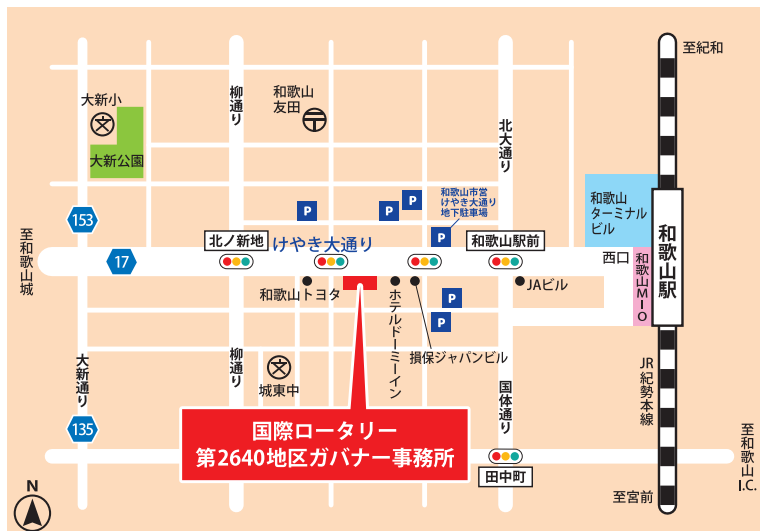 至紀和
大新小
文
大新公園
柳通り
和歌山
友田
北大通り
153
17
至和歌山城
P
P
P
P
和歌山市営
けやき大通り
地下駐車場
和歌山
ターミナル
ビル
和歌山駅
北ノ新地
けやき大通り
和歌山駅前
西口
和歌山MIO
和歌山トヨタ
ホテルドーミーイン
損保ジャパンビル
JAビル
P
P
大新通り
柳通り
文
城東中
国体通り
JR紀勢本線
135
国際ロータリー
第2640地区ガバナー事務所
田中町
至和歌山I.C.
至宮前
N